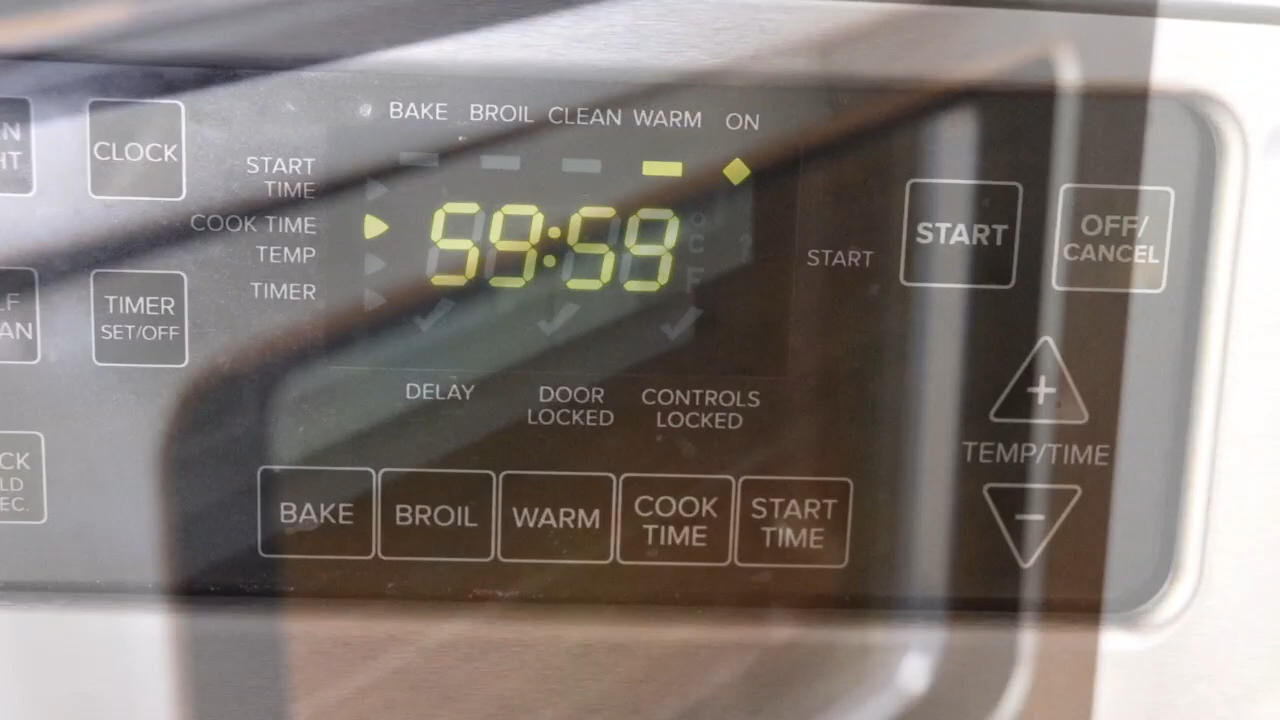 BAKE BROIL CLEAN WARM ON
CLOCK
START
TIME
COOK TIME
TEMP
TIMER
59:59
START
START
OFF/
CANCEL
TIMER
SET/OFF
DELAY
DOOR
LOCKED
CONTROLS
LOCKED
+
TEMP/TIME
−
BAKE
BROIL
WARM
COOK
TIME
START
TIME